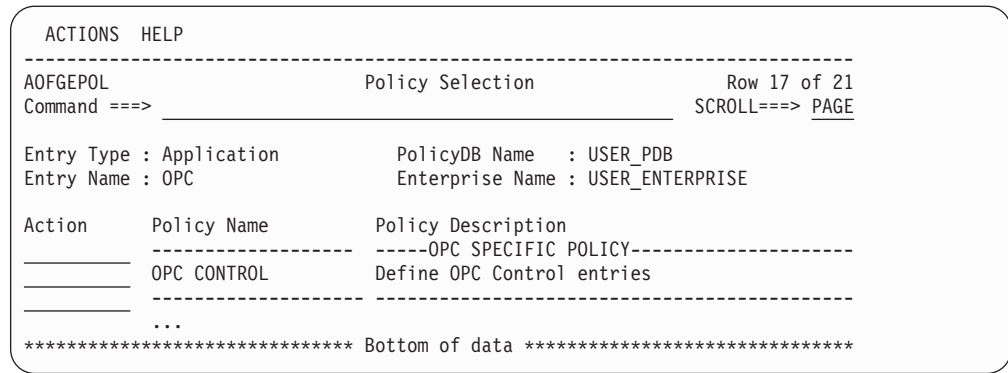 ACTIONS HELP
--------------------------------------------------------------------------------
AOFGEPOL Policy Selection Row 17 of 21
Command ===> SCROLL===> PAGE
Entry Type : Application PolicyDB Name : USER_PDB
Entry Name : OPC Enterprise Name : USER_ENTERPRISE
Action Policy Name Policy Description
------------------- -----OPC SPECIFIC POLICY---------------------
OPC CONTROL Define OPC Control entries
-------------------- ---------------------------------------------
...
******************************* Bottom of data *******************************